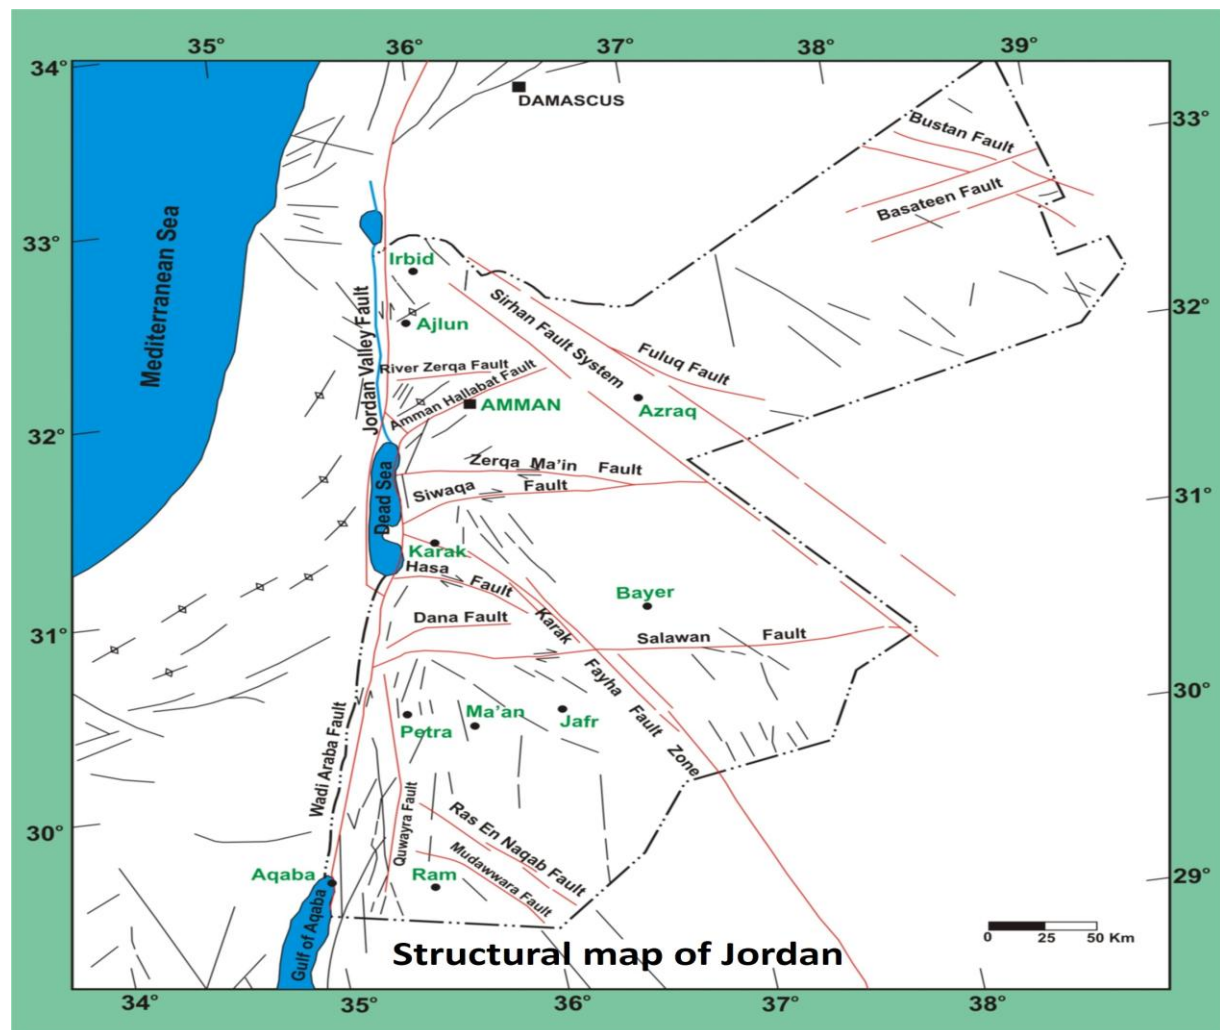 35°
36°
37°
38°
39°
34°
33°
DAMASCUS
Bustan Fault
Basateen Fault
Mediterranean Sea
33°
Irbid
32°
Jordan Valley Fault
Ajlun
Sirhan Fault System
Fuluq Fault
River Zerqa Fault
Amman Hallabat Fault
AMMAN
Azraq
32°
Zerqa Ma'in Fault
Siwaqa Fault
31°
Dead Sea
Karak
Hasa Fault
Bayer
Dana Fault
Karak Fayha Fault Zone
Salawan Fault
31°
30°
Wadi Araba Fault
Petra
Ma'an
Jafr
Quwayra Fault
Ras En Naqab Fault
Mudawwara Fault
30°
Aqaba
Ram
29°
Gulf of Aqaba
Structural map of Jordan
0 25 50 Km
34°
35°
36°
37°
38°